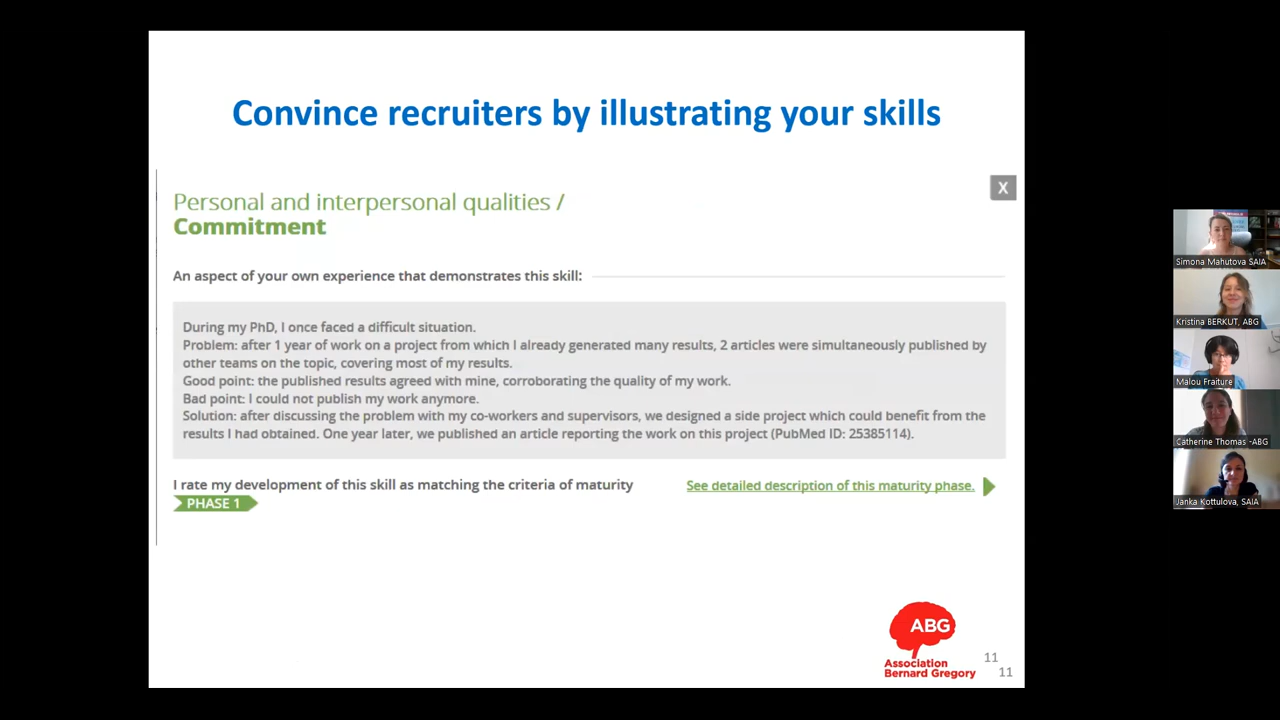 Convince recruiters by illustrating your skills
X
Personal and interpersonal qualities /
Commitment
An aspect of your own experience that demonstrates this skill:
During my PhD, I once faced a difficult situation.
Problem: after 1 year of work on a project from which I already generated many results, 2 articles were simultaneously published by
other teams on the topic, covering most of my results.
Good point: the published results agreed with mine, corroborating the quality of my work.
Bad point: I could not publish my work anymore.
Solution: after discussing the problem with my co-workers and supervisors, we designed a side project which could benefit from the
results I had obtained. One year later, we published an article reporting the work on this project (PubMed ID: 25385114).
I rate my development of this skill as matching the criteria of maturity
PHASE 1
See detailed description of this maturity phase.
ABG
Association
Bernard Gregory
11
11
Simona Mahutova SAIA
Kristina BERKUT, ABG
Malou Fraiture
Catherine Thomas -ABG
Janka Kottulova, SAIA